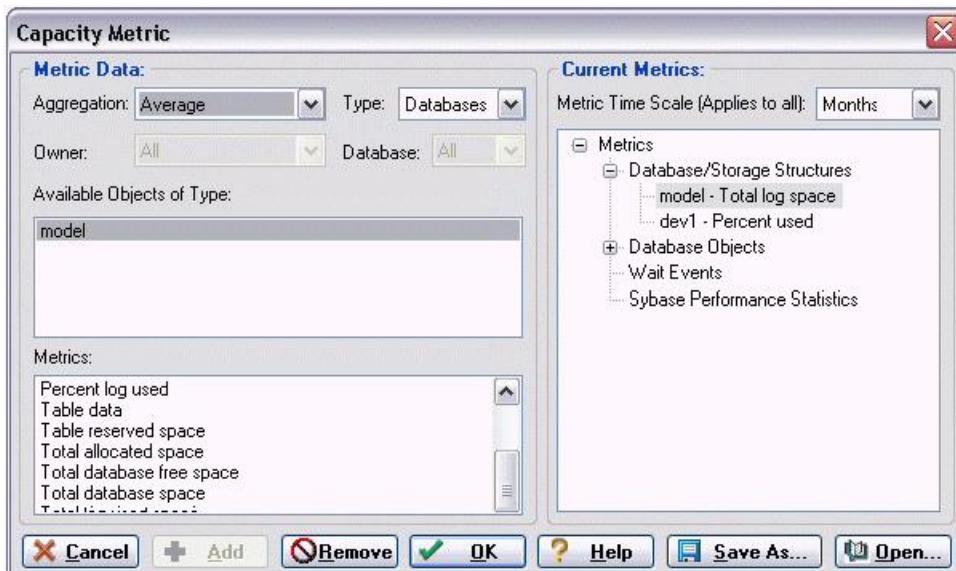 Capacity Metric
Metric Data:
Aggregation: Average Type: Databases
Owner: All Database: All
Available Objects of Type:
model
Metrics:
Percent log used
Table data
Table reserved space
Total allocated space
Total database free space
Total database space
Current Metrics:
Metric Time Scale (Applies to all): Months
Metrics
Database/Storage Structures
model - Total log space
dev1 - Percent used
Database Objects
Wait Events
Sybase Performance Statistics
Cancel Add Remove OK Help Save As... Open...